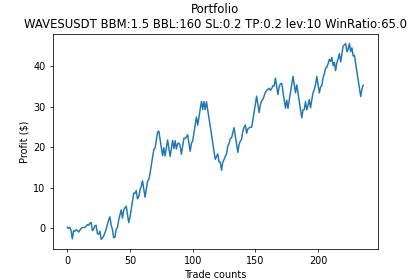 Portfolio
WAVESUSDT BBM:1.5 BBL:160 SL:0.2 TP:0.2 lev:10 WinRatio:65.0
Profit ($)
40
30
20
10
0
0 50 100 150 200
Trade counts